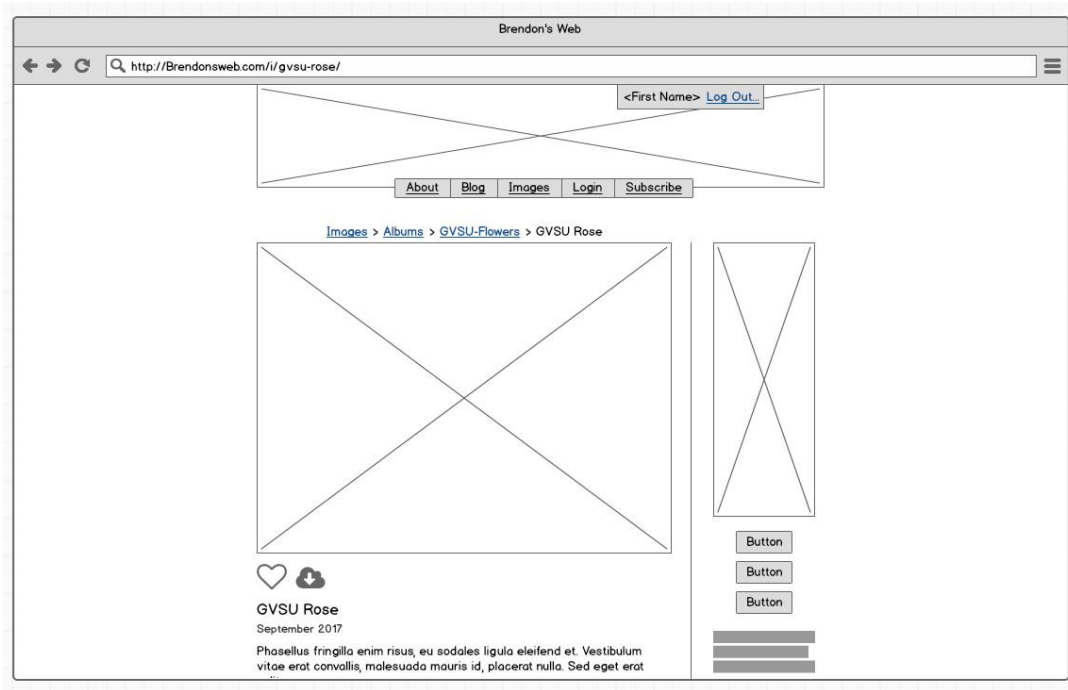 Brendon's Web
http://Brendonsweb.com/i/gvsu-rose/
<First Name> Log Out...
About Blog Images Login Subscribe
Images > Albums > GVSU-Flowers > GVSU Rose
Button
Button
Button
GVSU Rose
September 2017
Phasellus fringilla enim risus, eu sodales ligula eleifend et. Vestibulum
vitae erat convallis, malesuada mauris id, placerat nulla. Sed eget erat